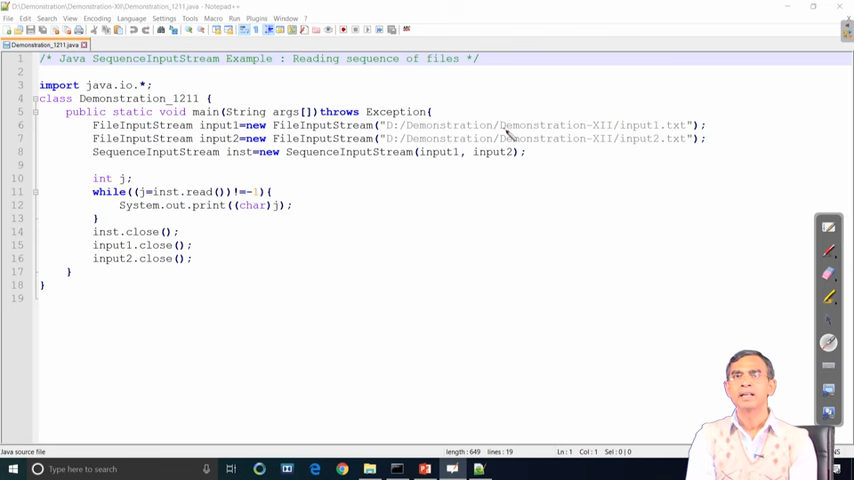 D:\Demonstration\Demonstration-XII\Demonstration_1211.java - Notepad++
File Edit Search View Encoding Language Settings Tools Macro Run Plugins Window ?
Demonstration_1211.java
1 /* Java SequenceInputStream Example : Reading sequence of files */
2
3 import java.io.*;
4 class Demonstration_1211 {
5 public static void main(String args[])throws Exception{
6 FileInputStream input1=new FileInputStream("D:/Demonstration/Demonstration-XII/input1.txt");
7 FileInputStream input2=new FileInputStream("D:/Demonstration/Demonstration-XII/input2.txt");
8 SequenceInputStream inst=new SequenceInputStream(input1, input2);
9
10 int j;
11 while((j=inst.read())!=-1){
12 System.out.print((char)j);
13 }
14 inst.close();
15 input1.close();
16 input2.close();
17 }
18 }
19
Java source file length : 649 lines : 19 Ln : 1 Col : 1 Sel : 0 | 0
Type here to search